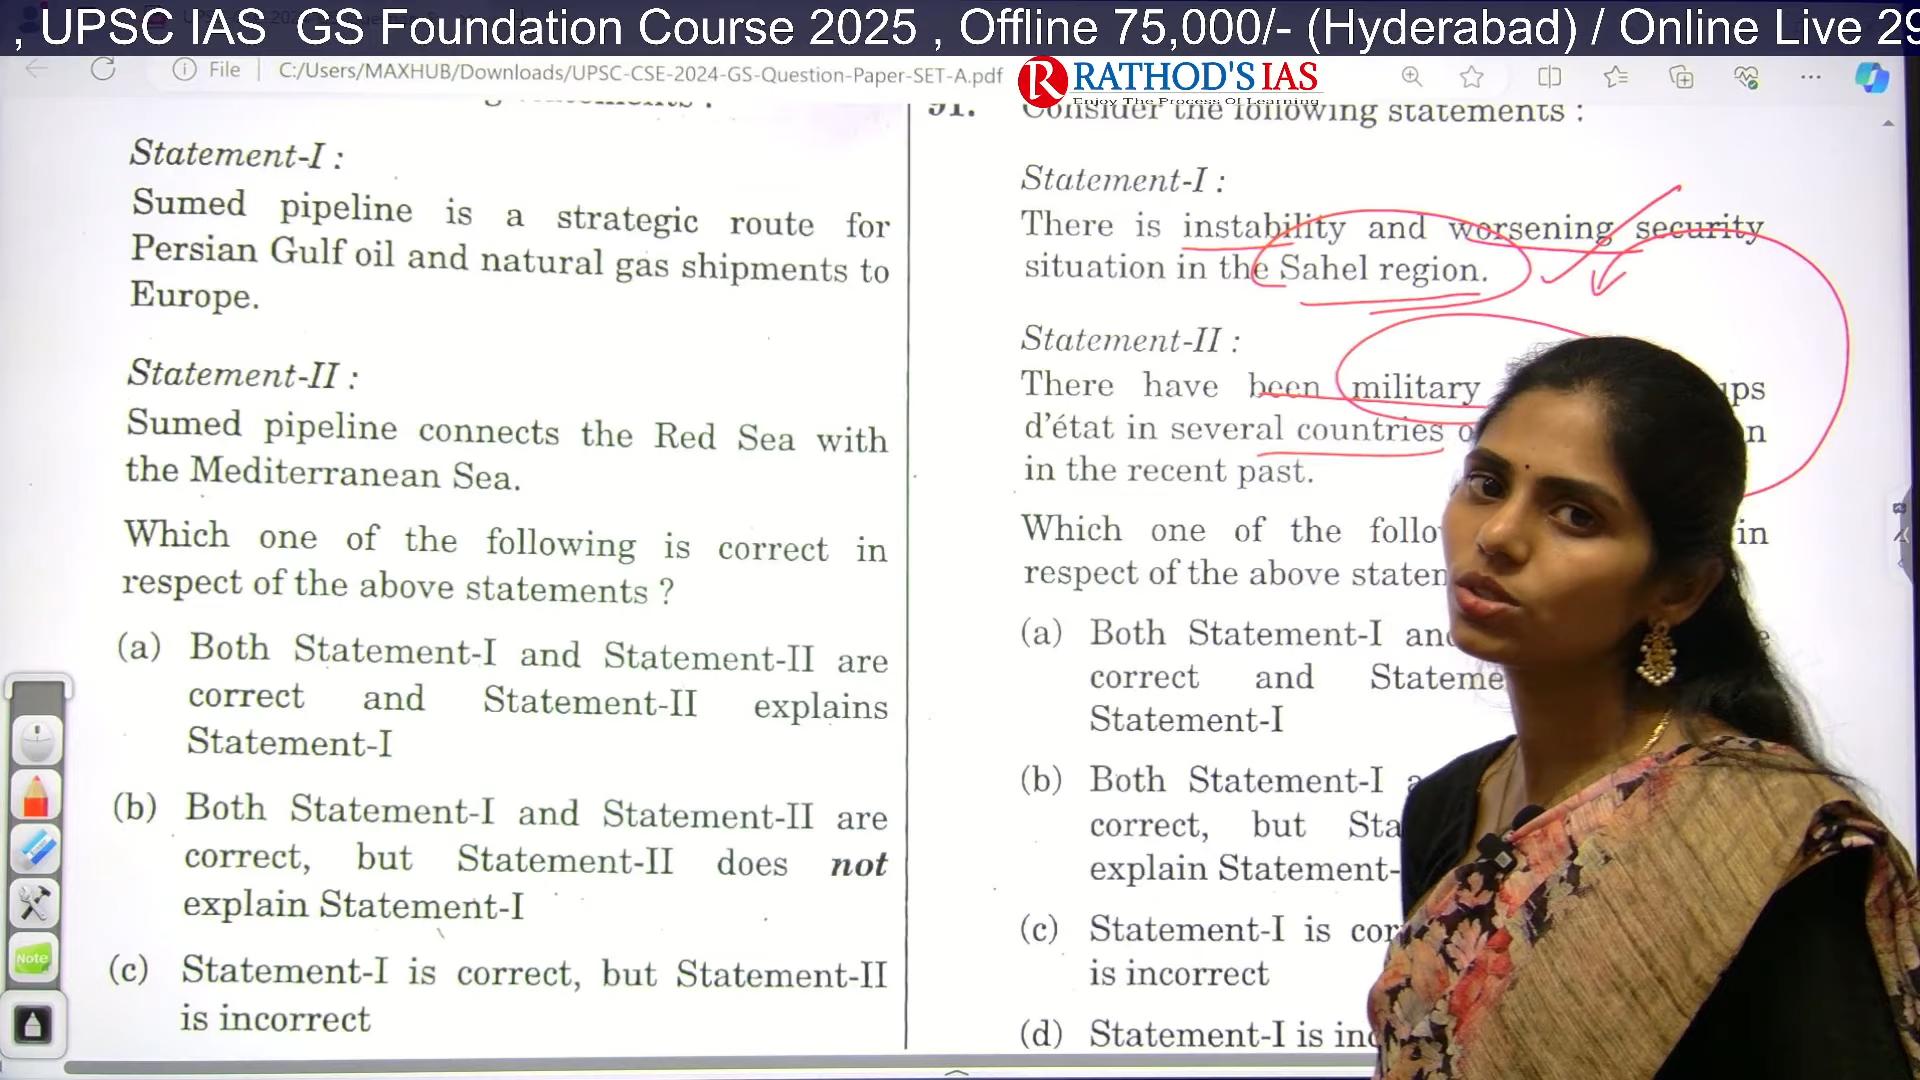 , UPSC IAS GS Foundation Course 2025 , Offline 75,000/- (Hyderabad) / Online Live 29
File
C:/Users/MAXHUB/Downloads/UPSC-CSE-2024-GS-Question-Paper-SET-A.pdf
RATHOD'S IAS
Enjoy The Process Of Learning
Statement-I :
Sumed pipeline is a strategic route for
Persian Gulf oil and natural gas shipments to
Europe.
Statement-II :
Sumed pipeline connects the Red Sea with
the Mediterranean Sea.
Which one of the following is correct in
respect of the above statements ?
(a) Both Statement-I and Statement-II are
correct and Statement-II explains
Statement-I
(b) Both Statement-I and Statement-II are
correct, but Statement-II does not
explain Statement-I
(c) Statement-I is correct, but Statement-II
is incorrect
91. Consider the following statements :
Statement-I :
There is instability and worsening security
situation in the Sahel region.
Statement-II :
There have been military
d'état in several countries
in the recent past.
Which one of the in
respect of the above
(a) Both Statement-I
correct and
Statement-I
(b) Both Statement-I
correct, but
explain
(c) Statement-I is
is incorrect
(d) Statement-I is
Note